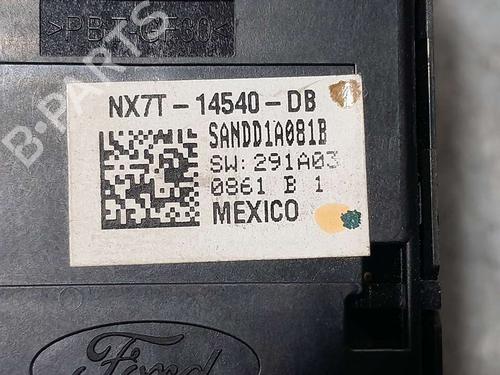 >PBT-GF30<
NX7T-14540-DB
SANDD1A081B
SW:291A03
0861 B 1
MEXICO
Ford
B-PARTS